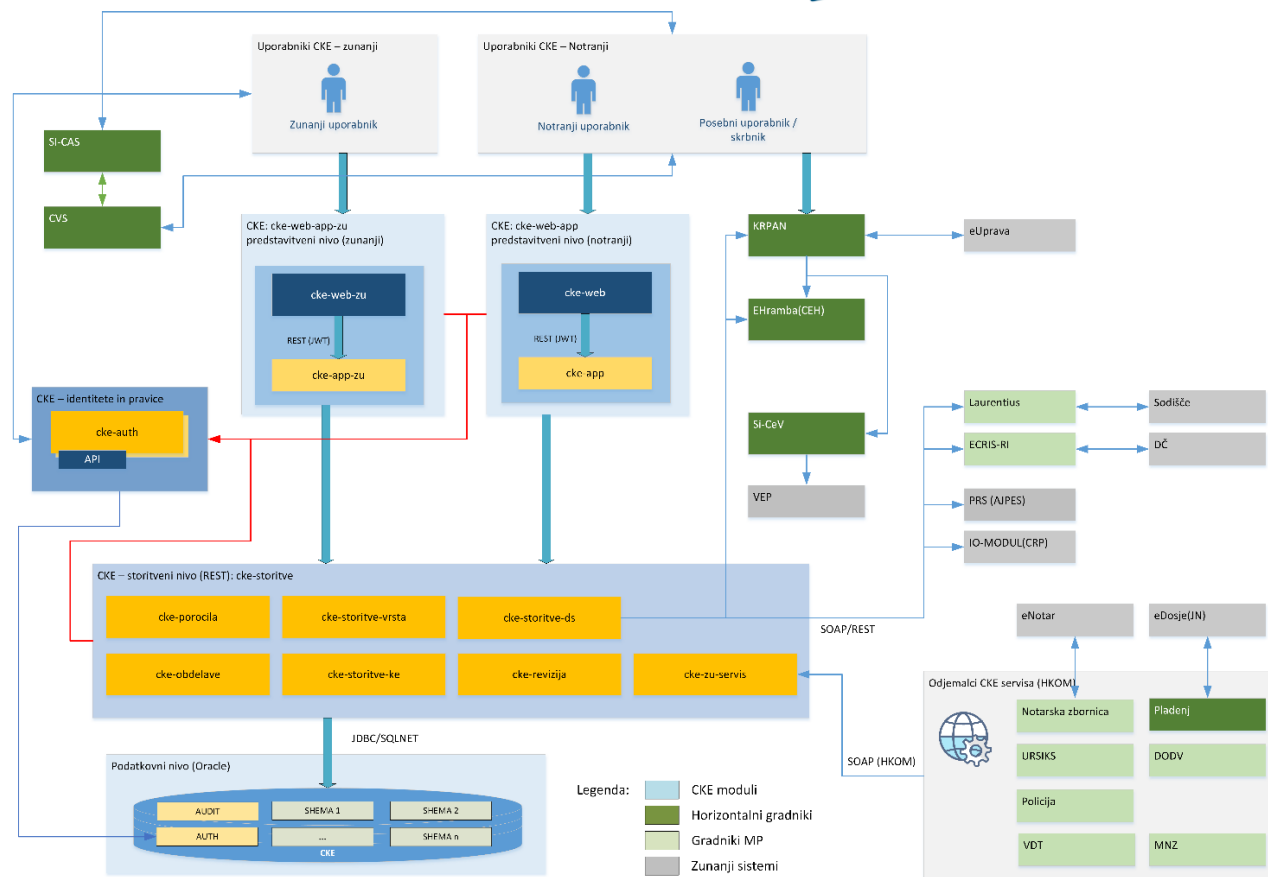 Uporabniki CKE – zunanji
Zunanji uporabnik
Uporabniki CKE – Notranji
Notranji uporabnik
Posebni uporabnik /
skrbnik
SI-CAS
CVS
CKE: cke-web-app-zu
predstavitveni nivo (zunanji)
cke-web-zu
REST (JWT)
cke-app-zu
CKE: cke-web-app
predstavitveni nivo (notranji)
cke-web
REST (JWT)
cke-app
KRPAN
eUprava
EHramba(CEH)
Si-CeV
VEP
CKE – identitete in pravice
cke-auth
API
Laurentius
Sodišče
ECRIS-RI
DČ
PRS (AJPES)
IO-MODUL(CRP)
CKE – storitveni nivo (REST): cke-storitve
cke-porocila
cke-storitve-vrsta
cke-storitve-ds
cke-obdelave
cke-storitve-ke
cke-revizija
cke-zu-servis
SOAP/REST
eNotar
eDosje(JN)
Odjemalci CKE servisa (HKOM)
Notarska zbornica
Pladenj
URSIKS
DODV
Policija
VDT
MNZ
SOAP (HKOM)
JDBC/SQLNET
Podatkovni nivo (Oracle)
AUDIT
SHEMA 1
SHEMA 2
AUTH
...
SHEMA n
CKE
Legenda:
CKE moduli
Horizontalni gradniki
Gradniki MP
Zunanji sistemi